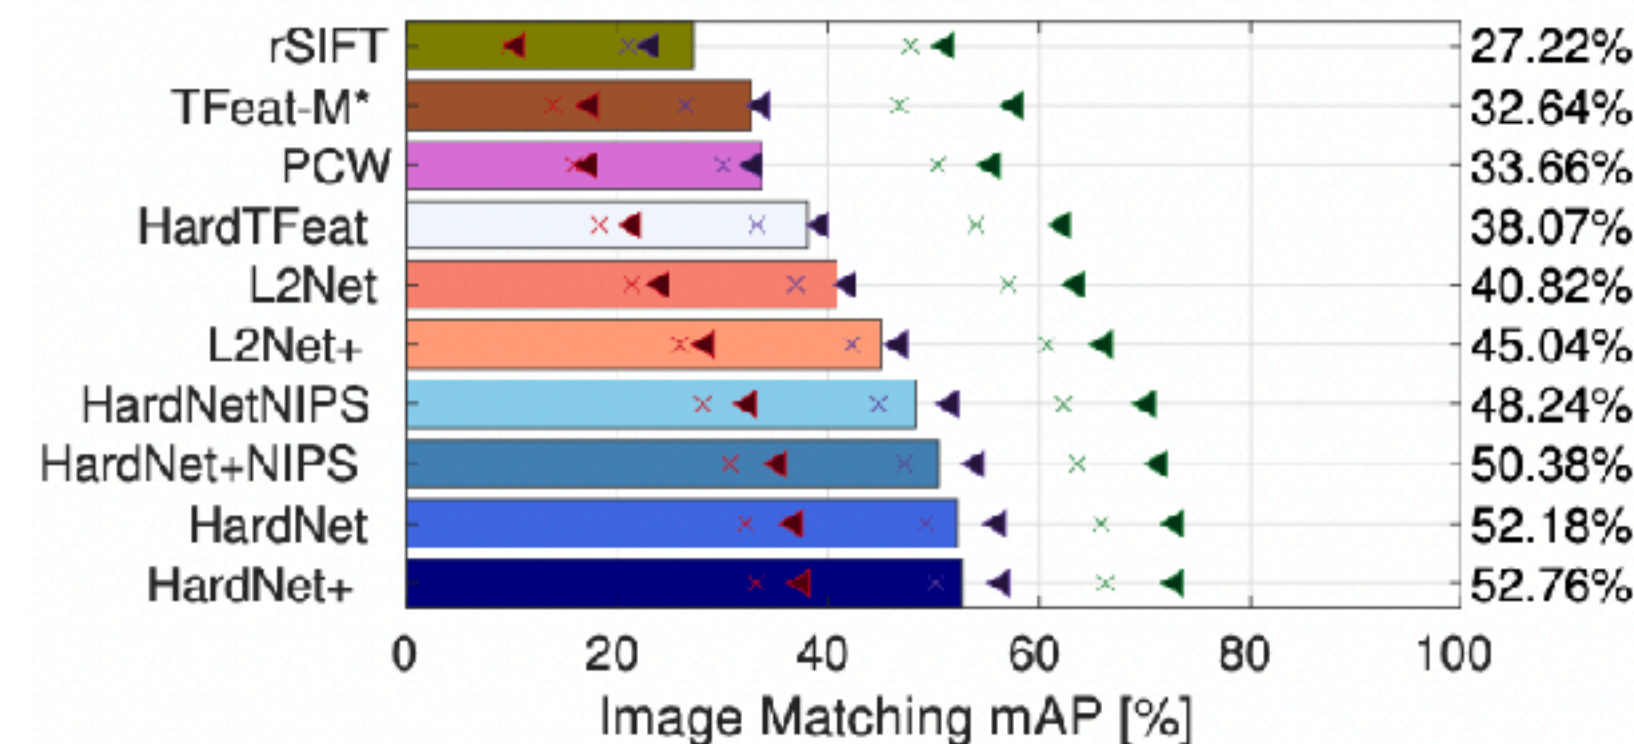 rSIFT 27.22%
TFeat-M* 32.64%
PCW 33.66%
HardTFeat 38.07%
L2Net 40.82%
L2Net+ 45.04%
HardNetNIPS 48.24%
HardNet+NIPS 50.38%
HardNet 52.18%
HardNet+ 52.76%
0 20 40 60 80 100
Image Matching mAP [%]